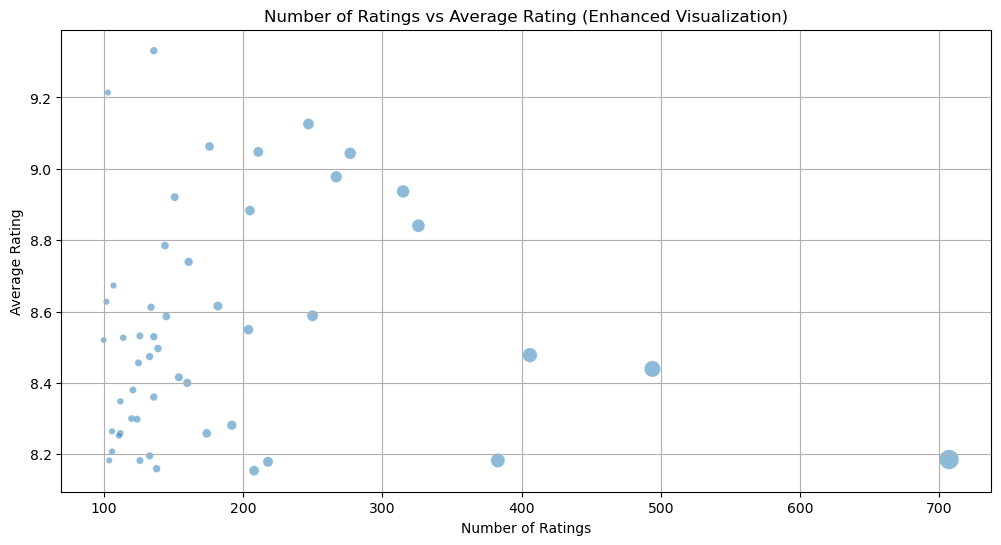 Number of Ratings vs Average Rating (Enhanced Visualization)
Average Rating
9.2
9.0
8.8
8.6
8.4
8.2
100 200 300 400 500 600 700
Number of Ratings